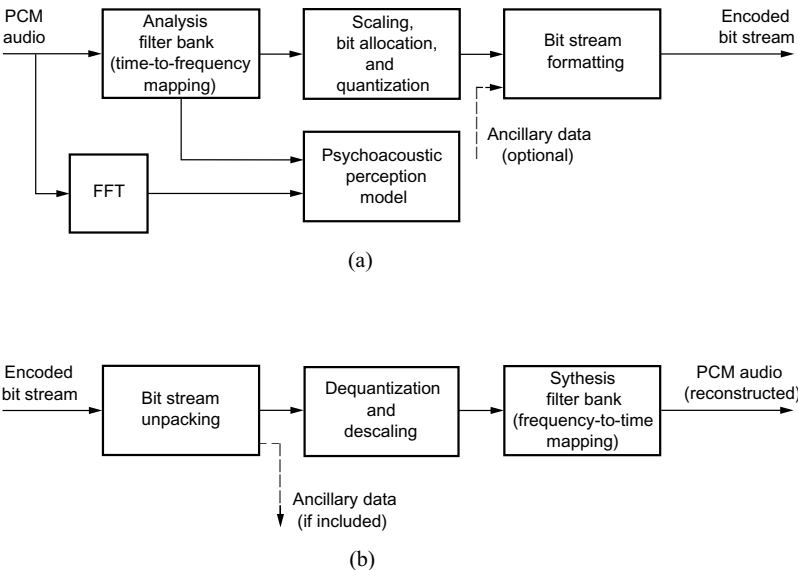 PCM
audio
Analysis
filter bank
(time-to-frequency
mapping)
Scaling,
bit allocation,
and
quantization
Bit stream
formatting
Encoded
bit stream
Ancillary data
(optional)
FFT
Psychoacoustic
perception
model
(a)
Encoded
bit stream
Bit stream
unpacking
Dequantization
and
descaling
Sythesis
filter bank
(frequency-to-time
mapping)
PCM audio
(reconstructed)
Ancillary data
(if included)
(b)